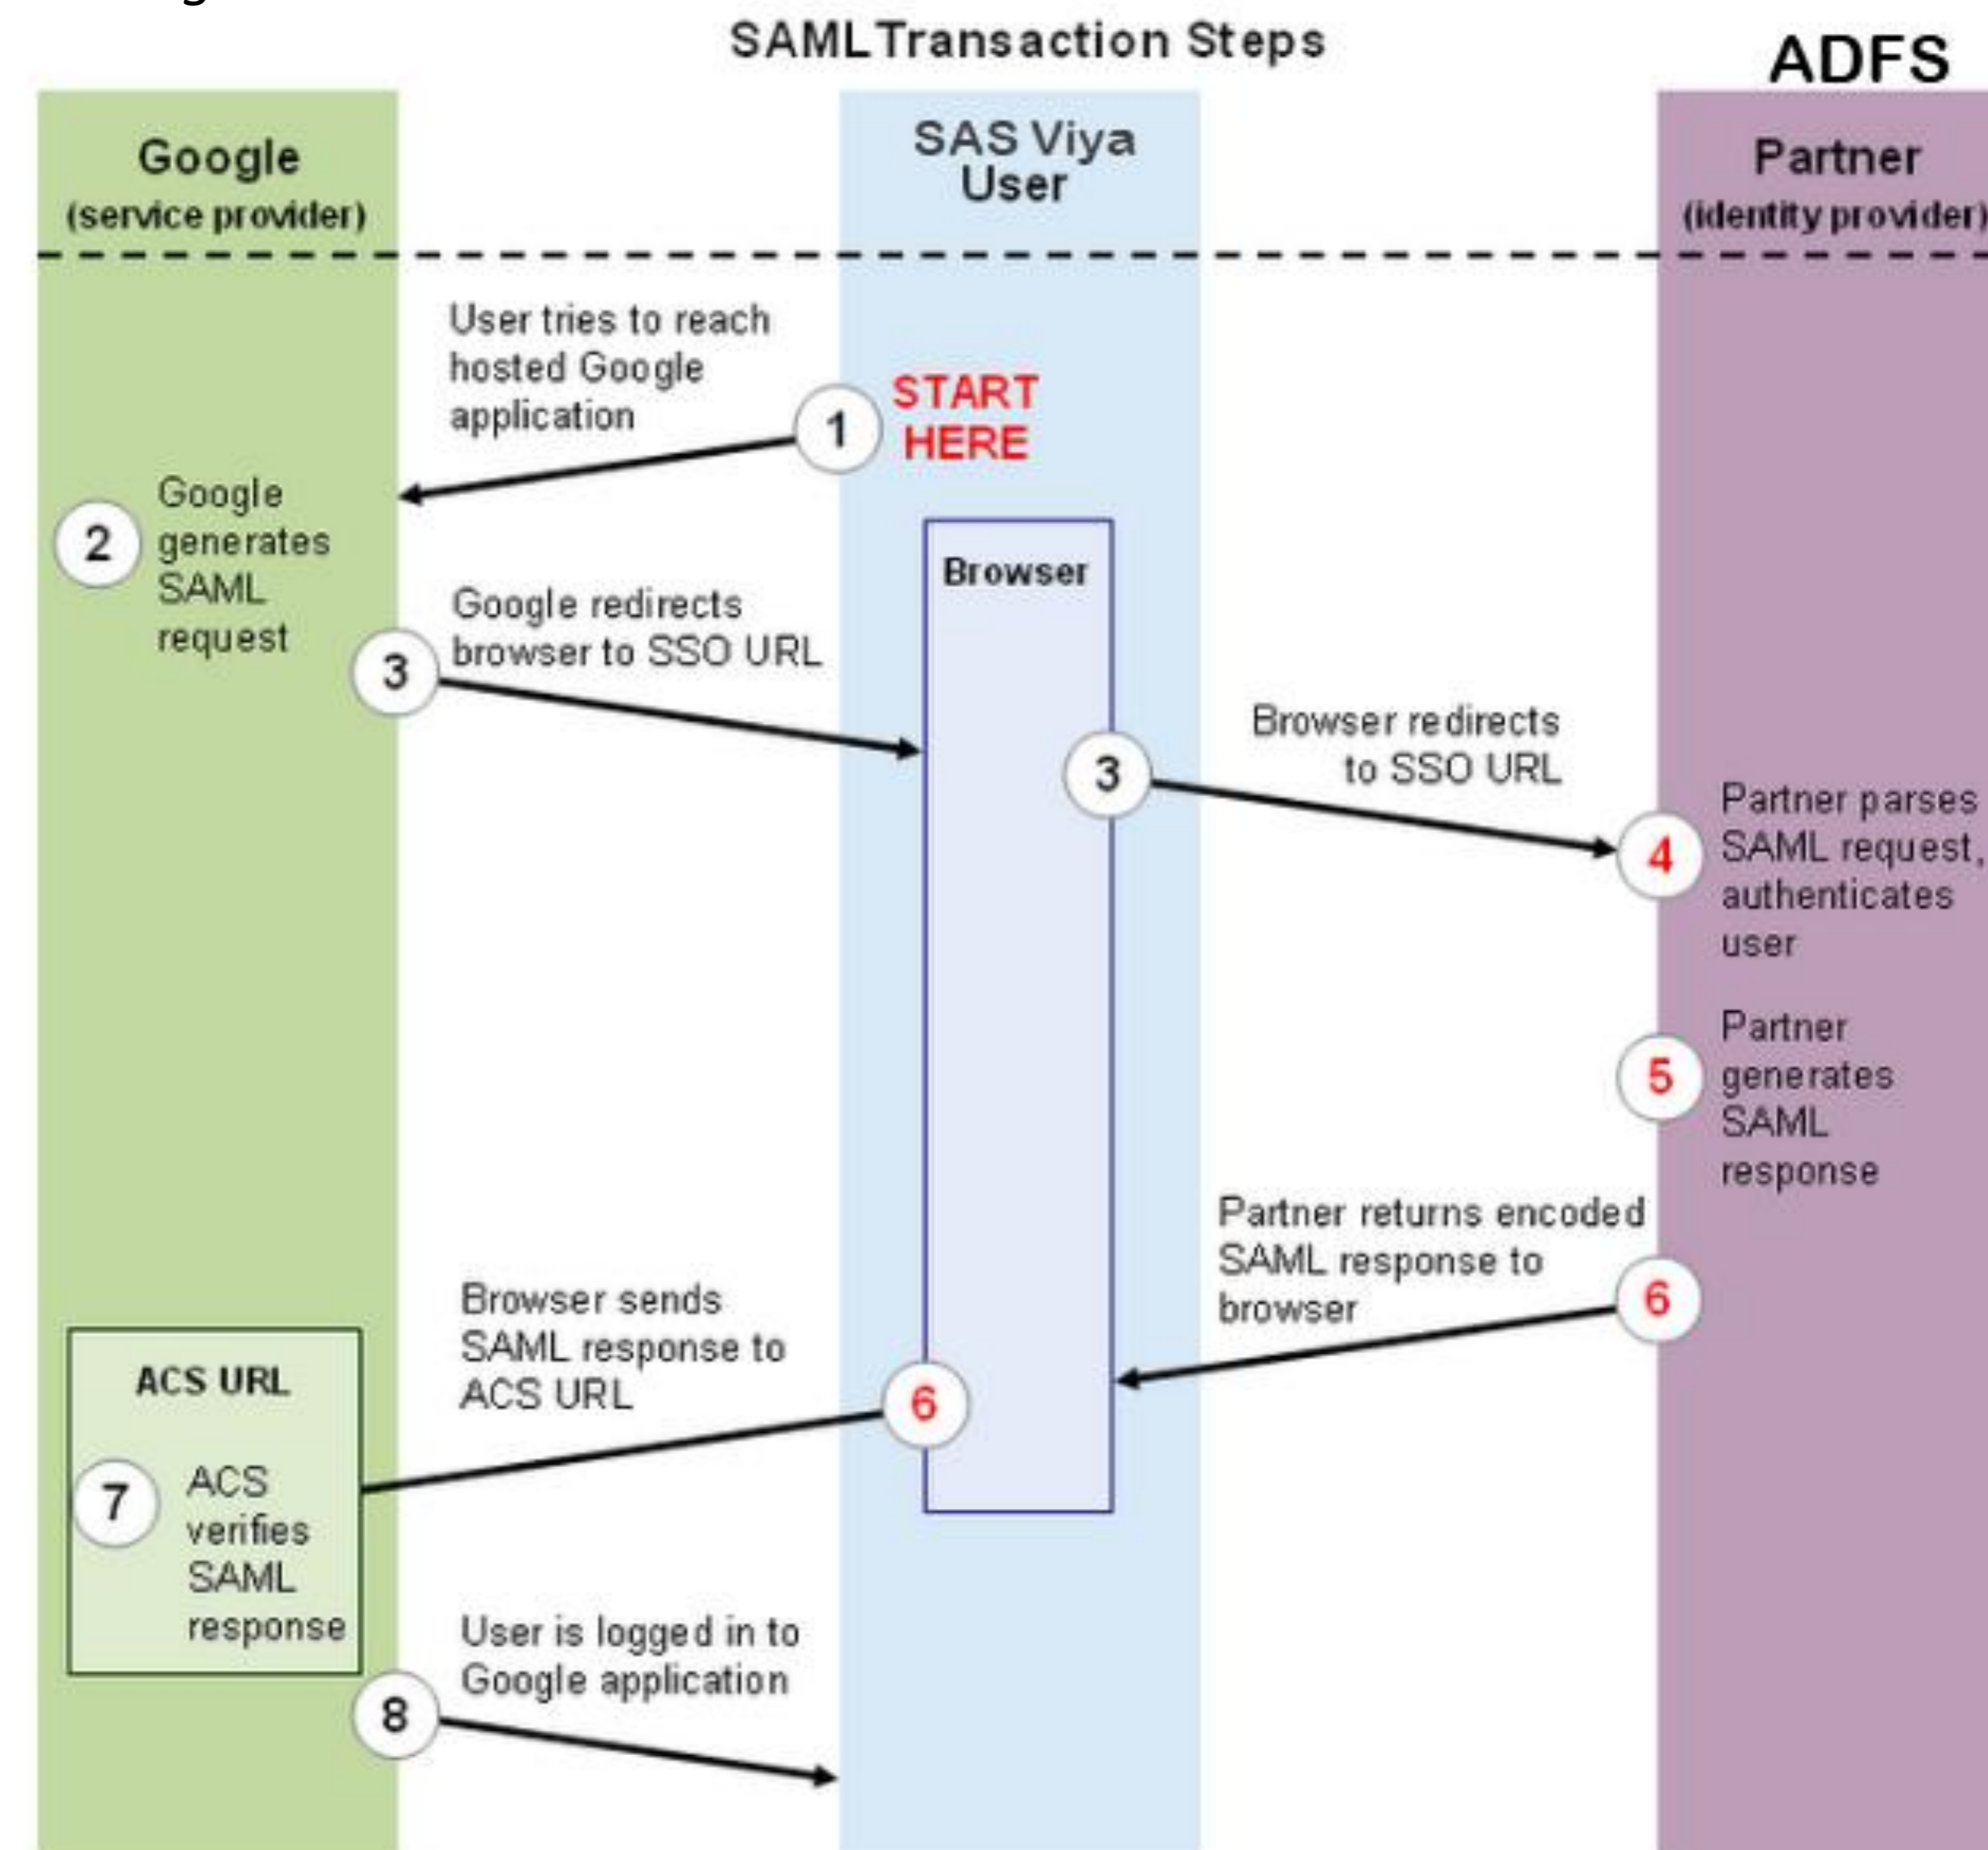 SAML Transaction Steps
ADFS
Google
(service provider)
SAS Viya
User
Partner
(identity provider)
User tries to reach
hosted Google
application
1
START
HERE
2
Google
generates
SAML
request
Browser
3
Google redirects
browser to SSO URL
3
Browser redirects
to SSO URL
4
Partner parses
SAML request,
authenticates
user
5
Partner
generates
SAML
response
Partner returns encoded
SAML response to
browser
6
Browser sends
SAML response to
ACS URL
6
ACS URL
7
ACS
verifies
SAML
response
User is logged in to
Google application
8